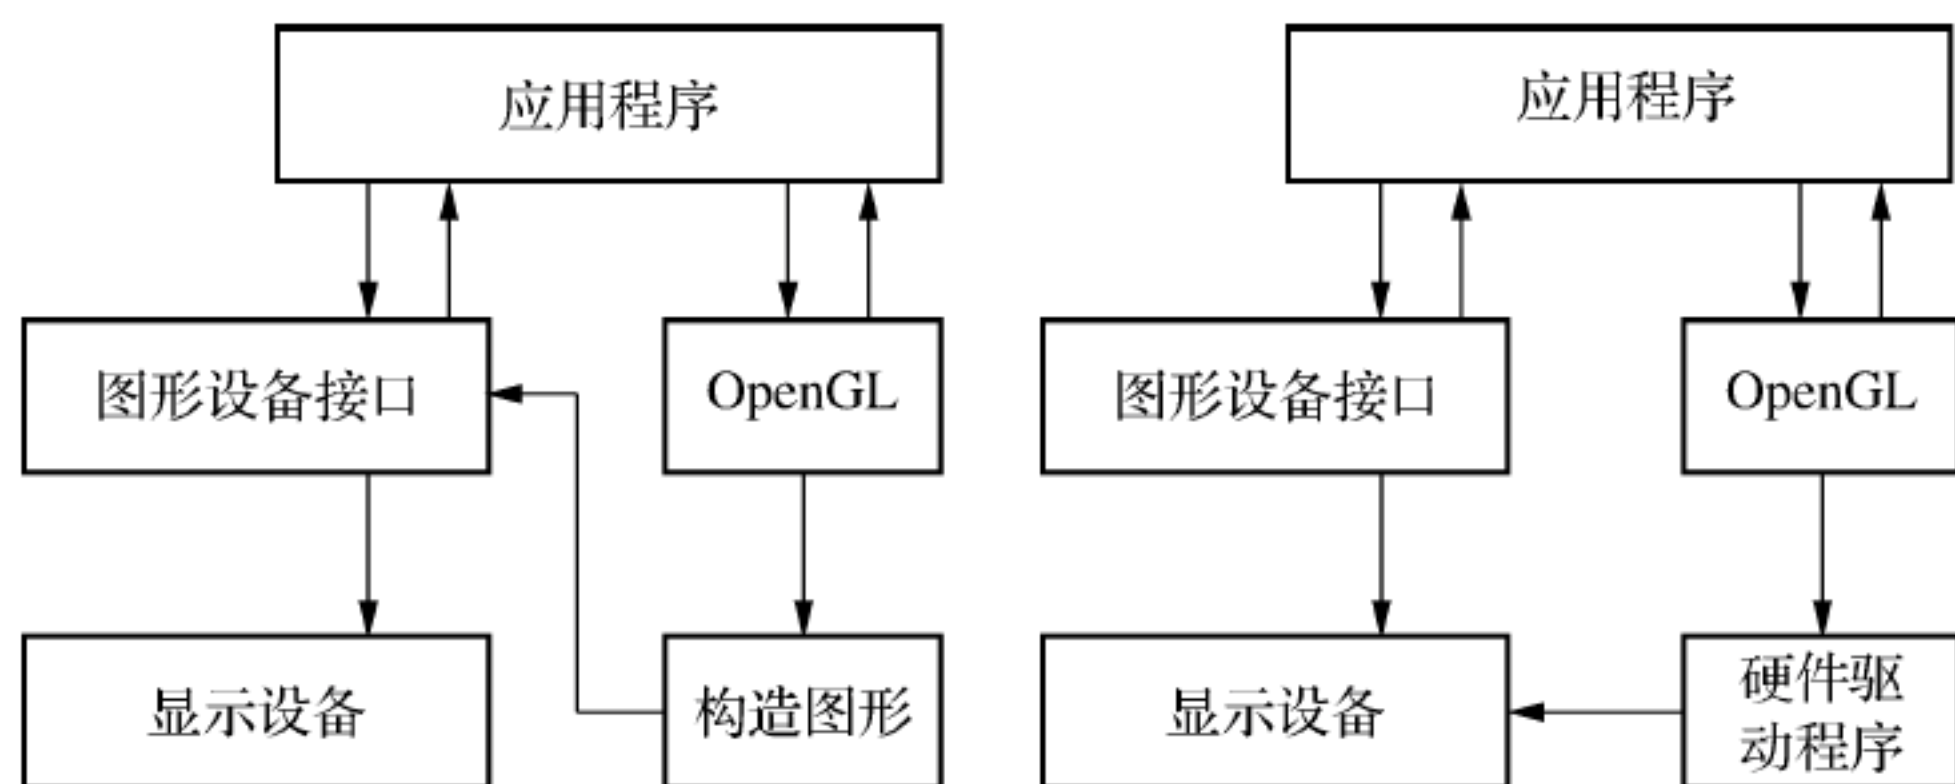 应用程序
图形设备接口
OpenGL
显示设备
构造图形
应用程序
图形设备接口
OpenGL
显示设备
硬件驱
动程序